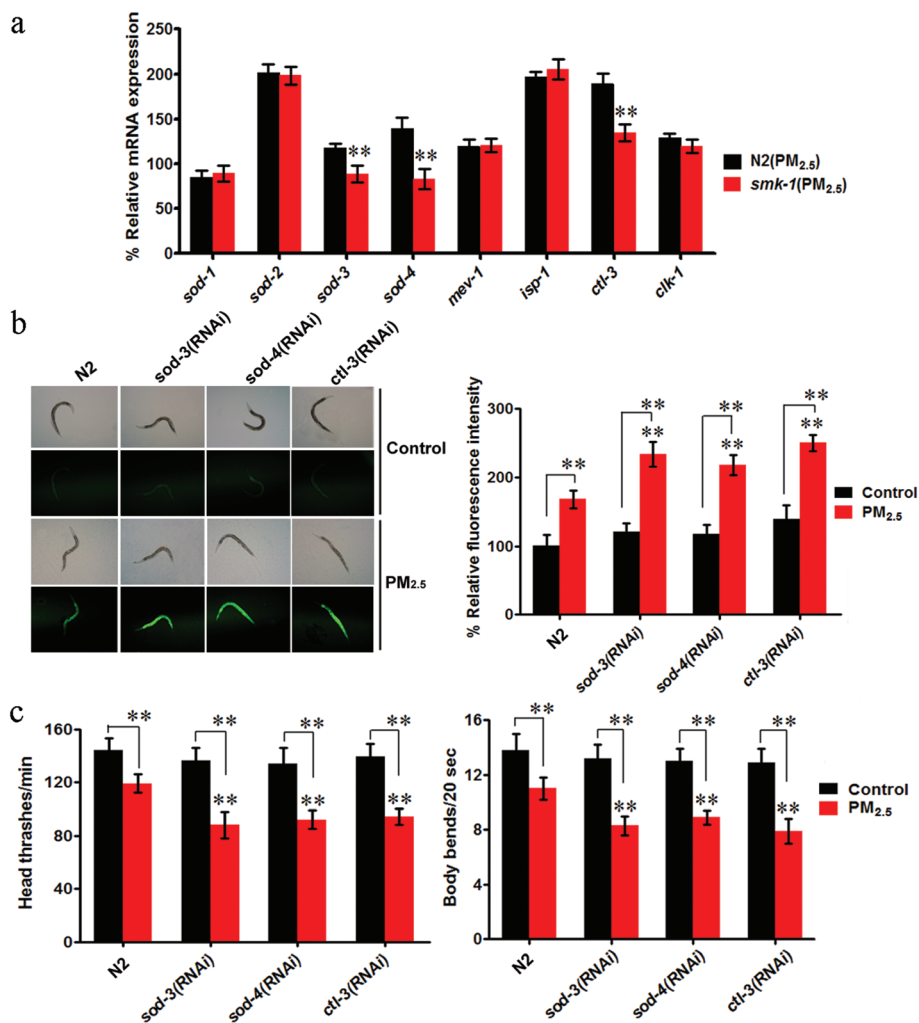 a
% Relative mRNA expression
250
200
150
100
50
0
**
**
**
sod-1
sod-2
sod-3
sod-4
mev-1
isp-1
ctl-3
clk-1
N2(PM2.5)
smk-1(PM2.5)
b
N2
sod-3(RNAi)
sod-4(RNAi)
ctl-3(RNAi)
Control
PM2.5
% Relative fluorescence intensity
300
200
100
0
**
**
**
**
**
**
**
N2
sod-3(RNAi)
sod-4(RNAi)
ctl-3(RNAi)
Control
PM2.5
c
Head thrashes/min
160
120
80
40
0
**
**
**
**
**
**
**
N2
sod-3(RNAi)
sod-4(RNAi)
ctl-3(RNAi)
Body bends/20 sec
16
12
8
4
0
**
**
**
**
**
**
**
N2
sod-3(RNAi)
sod-4(RNAi)
ctl-3(RNAi)
Control
PM2.5